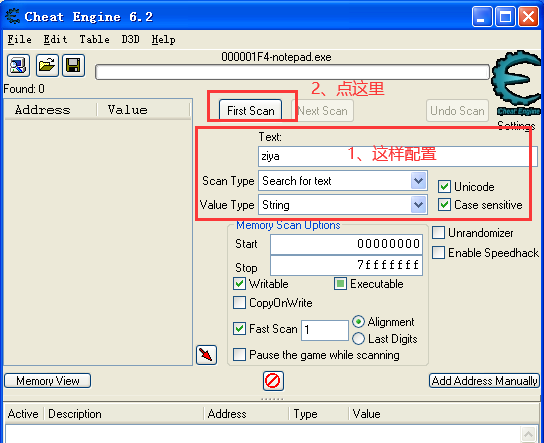 Cheat Engine 6.2
File Edit Table D3D Help
000001F4-notepad.exe
Found: 0
Address Value
2、点这里
First Scan Next Scan Undo Scan
Cheat Engine
Settings
Text:
ziya
1、这样配置
Scan Type Search for text Unicode
Value Type String Case sensitive
Memory Scan Options
Unrandomizer
Start 00000000
Enable Speedhack
Stop 7fffffff
Writable Executable
CopyOnWrite
Fast Scan 1 Alignment
Last Digits
Pause the game while scanning
Memory View Add Address Manually
Active Description Address Type Value